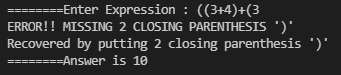 ========Enter Expression : ((3+4)+(3
ERROR!! MISSING 2 CLOSING PARENTHESIS ')'
Recovered by putting 2 closing parenthesis ')'
========Answer is 10